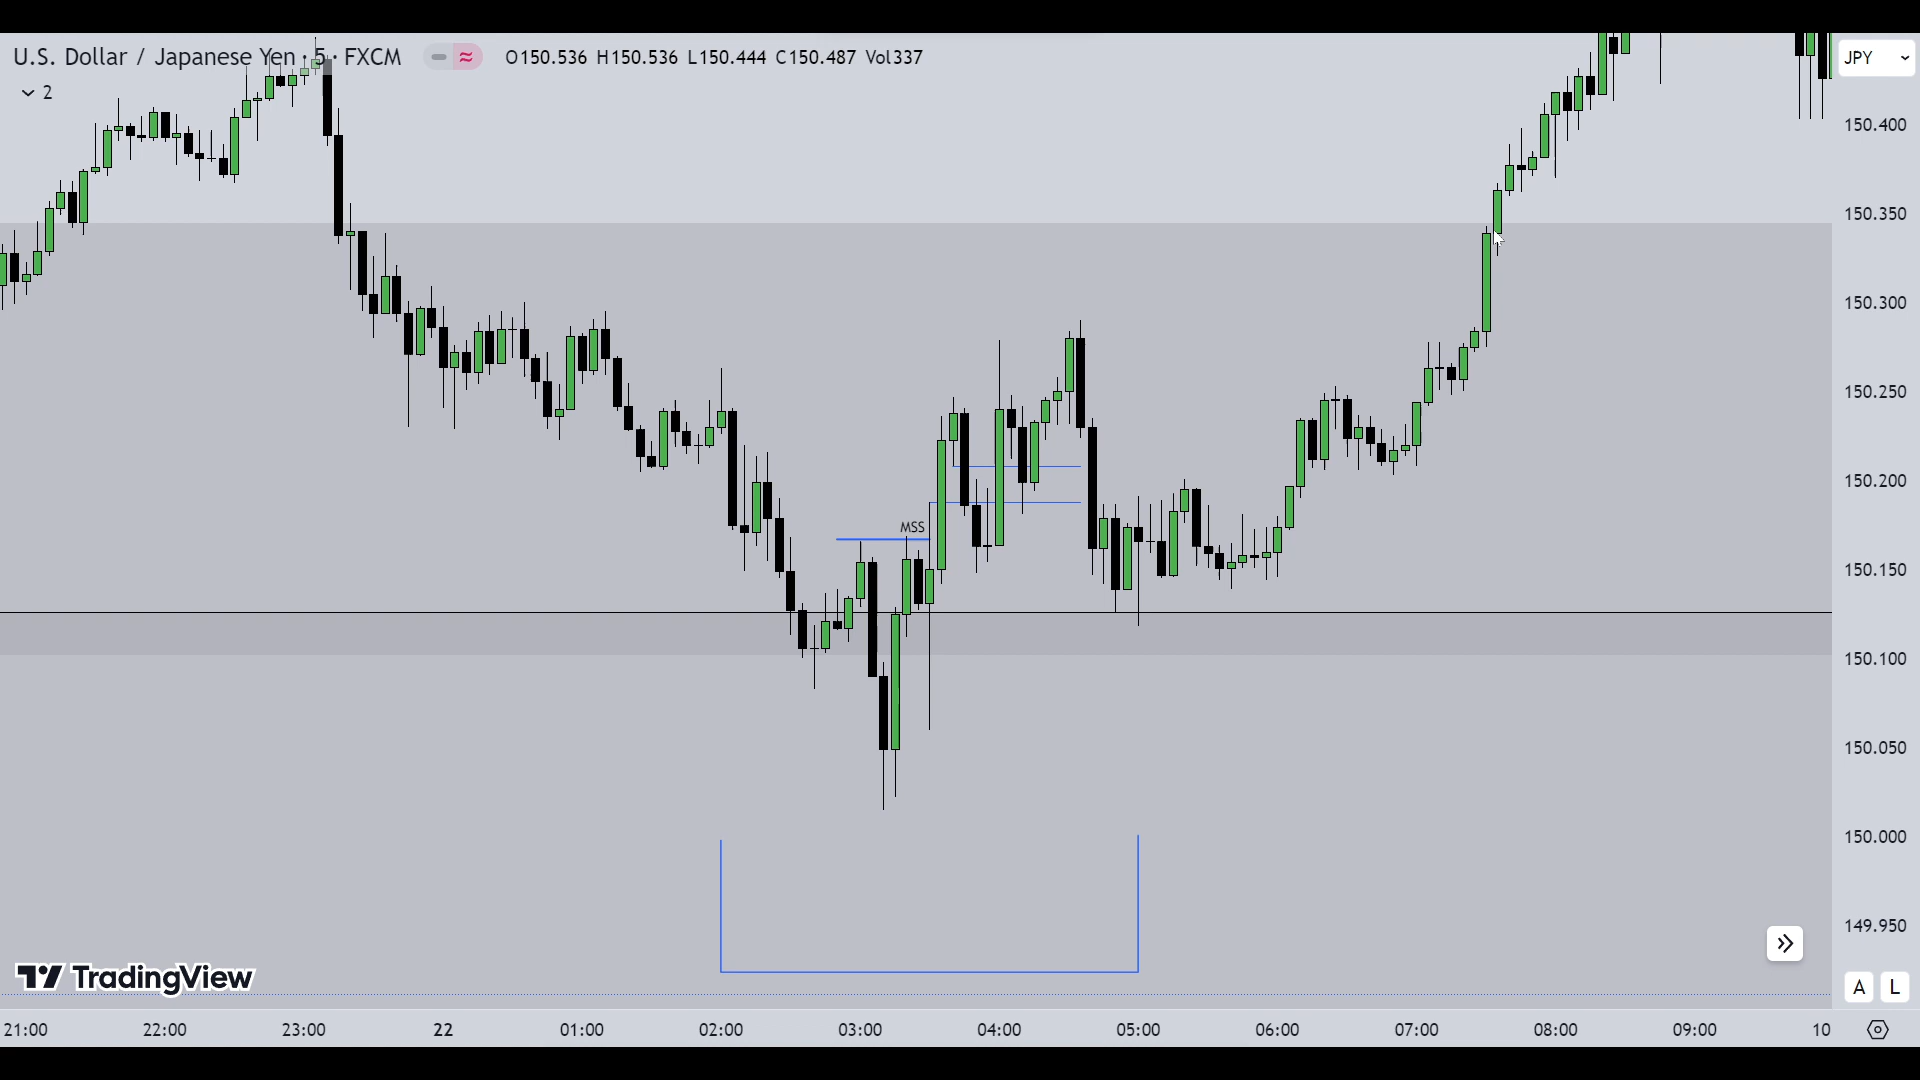 U.S. Dollar / Japanese Yen · 5 · FXCM O150.536 H150.536 L150.444 C150.487 Vol337
JPY
2
150.400
150.350
150.300
150.250
150.200
MSS
150.150
150.100
150.050
150.000
149.950
TradingView
A L
21:00 22:00 23:00 22 01:00 02:00 03:00 04:00 05:00 06:00 07:00 08:00 09:00 10